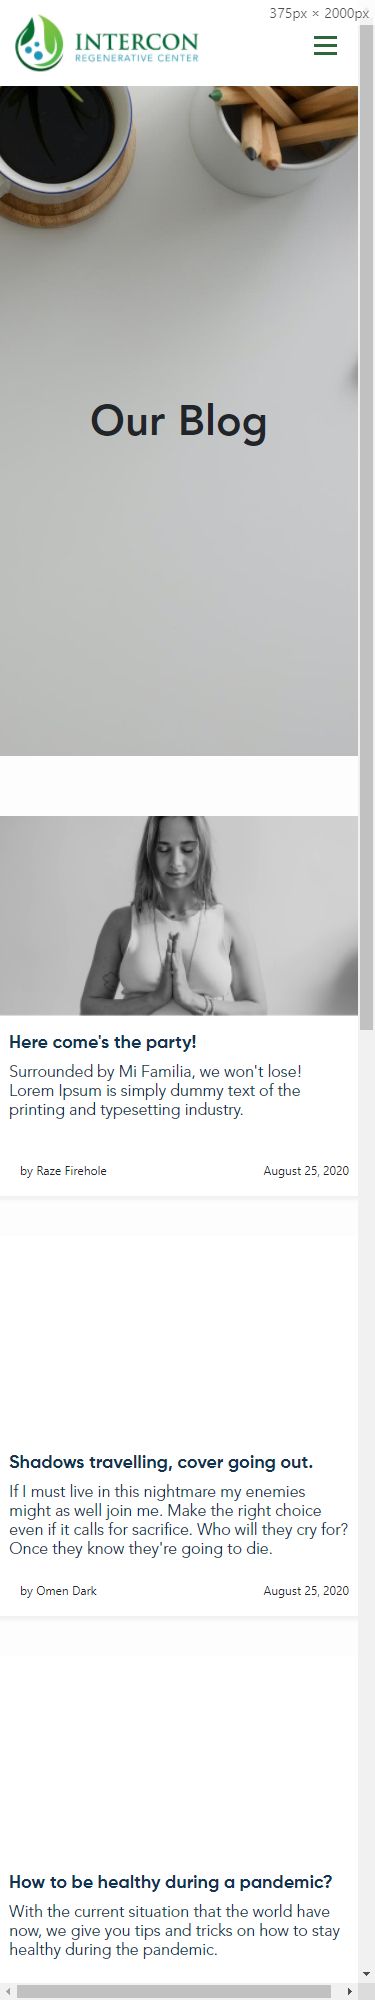 375px × 2000px
INTERCON
REGENERATIVE CENTER
Our Blog
Here come's the party!
Surrounded by Mi Familia, we won't lose!
Lorem Ipsum is simply dummy text of the
printing and typesetting industry.
by Raze Firehole August 25, 2020
Shadows travelling, cover going out.
If I must live in this nightmare my enemies
might as well join me. Make the right choice
even if it calls for sacrifice. Who will they cry for?
Once they know they're going to die.
by Omen Dark August 25, 2020
How to be healthy during a pandemic?
With the current situation that the world have
now, we give you tips and tricks on how to stay
healthy during the pandemic.